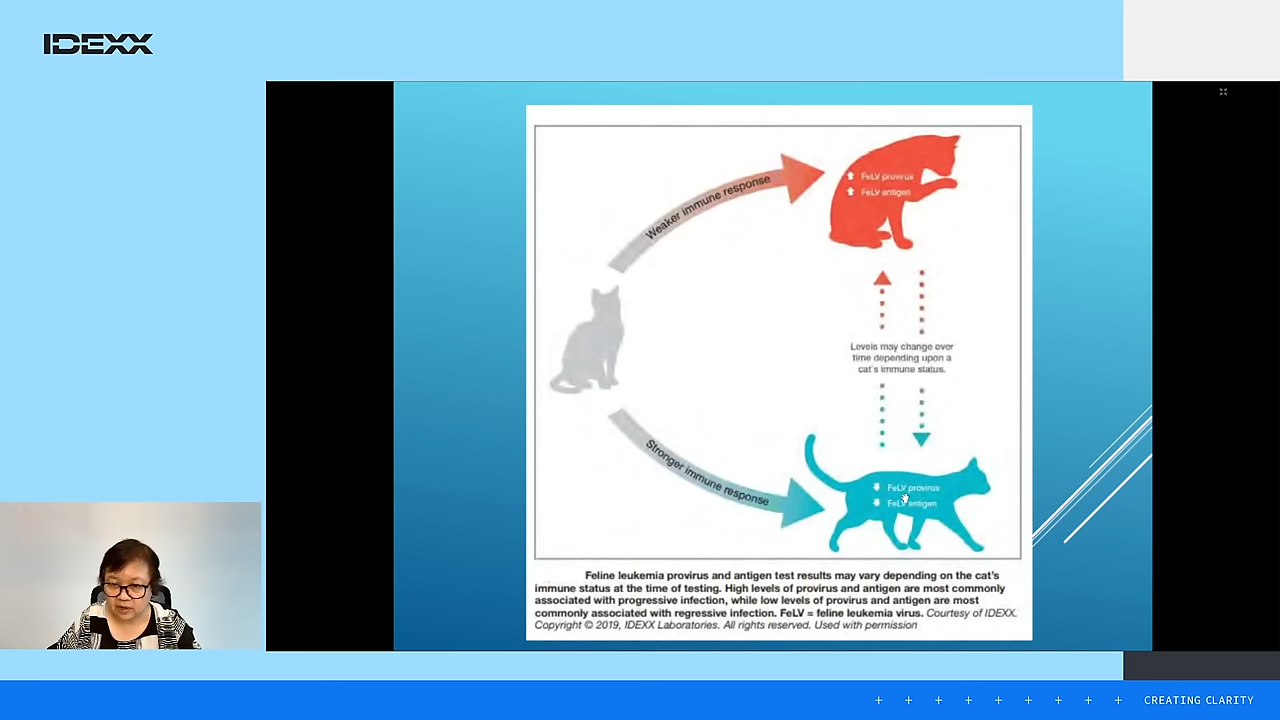 IDEXX
Weaker immune response
FeLV provirus
FeLV antigen
Levels may change over
time depending upon a
cat's immune status.
Stronger immune response
FeLV provirus
FeLV antigen
Feline leukemia provirus and antigen test results may vary depending on the cat's
immune status at the time of testing. High levels of provirus and antigen are most commonly
associated with progressive infection, while low levels of provirus and antigen are most
commonly associated with regressive infection. FeLV = feline leukemia virus. Courtesy of IDEXX.
Copyright © 2019, IDEXX Laboratories. All rights reserved. Used with permission
CREATING CLARITY